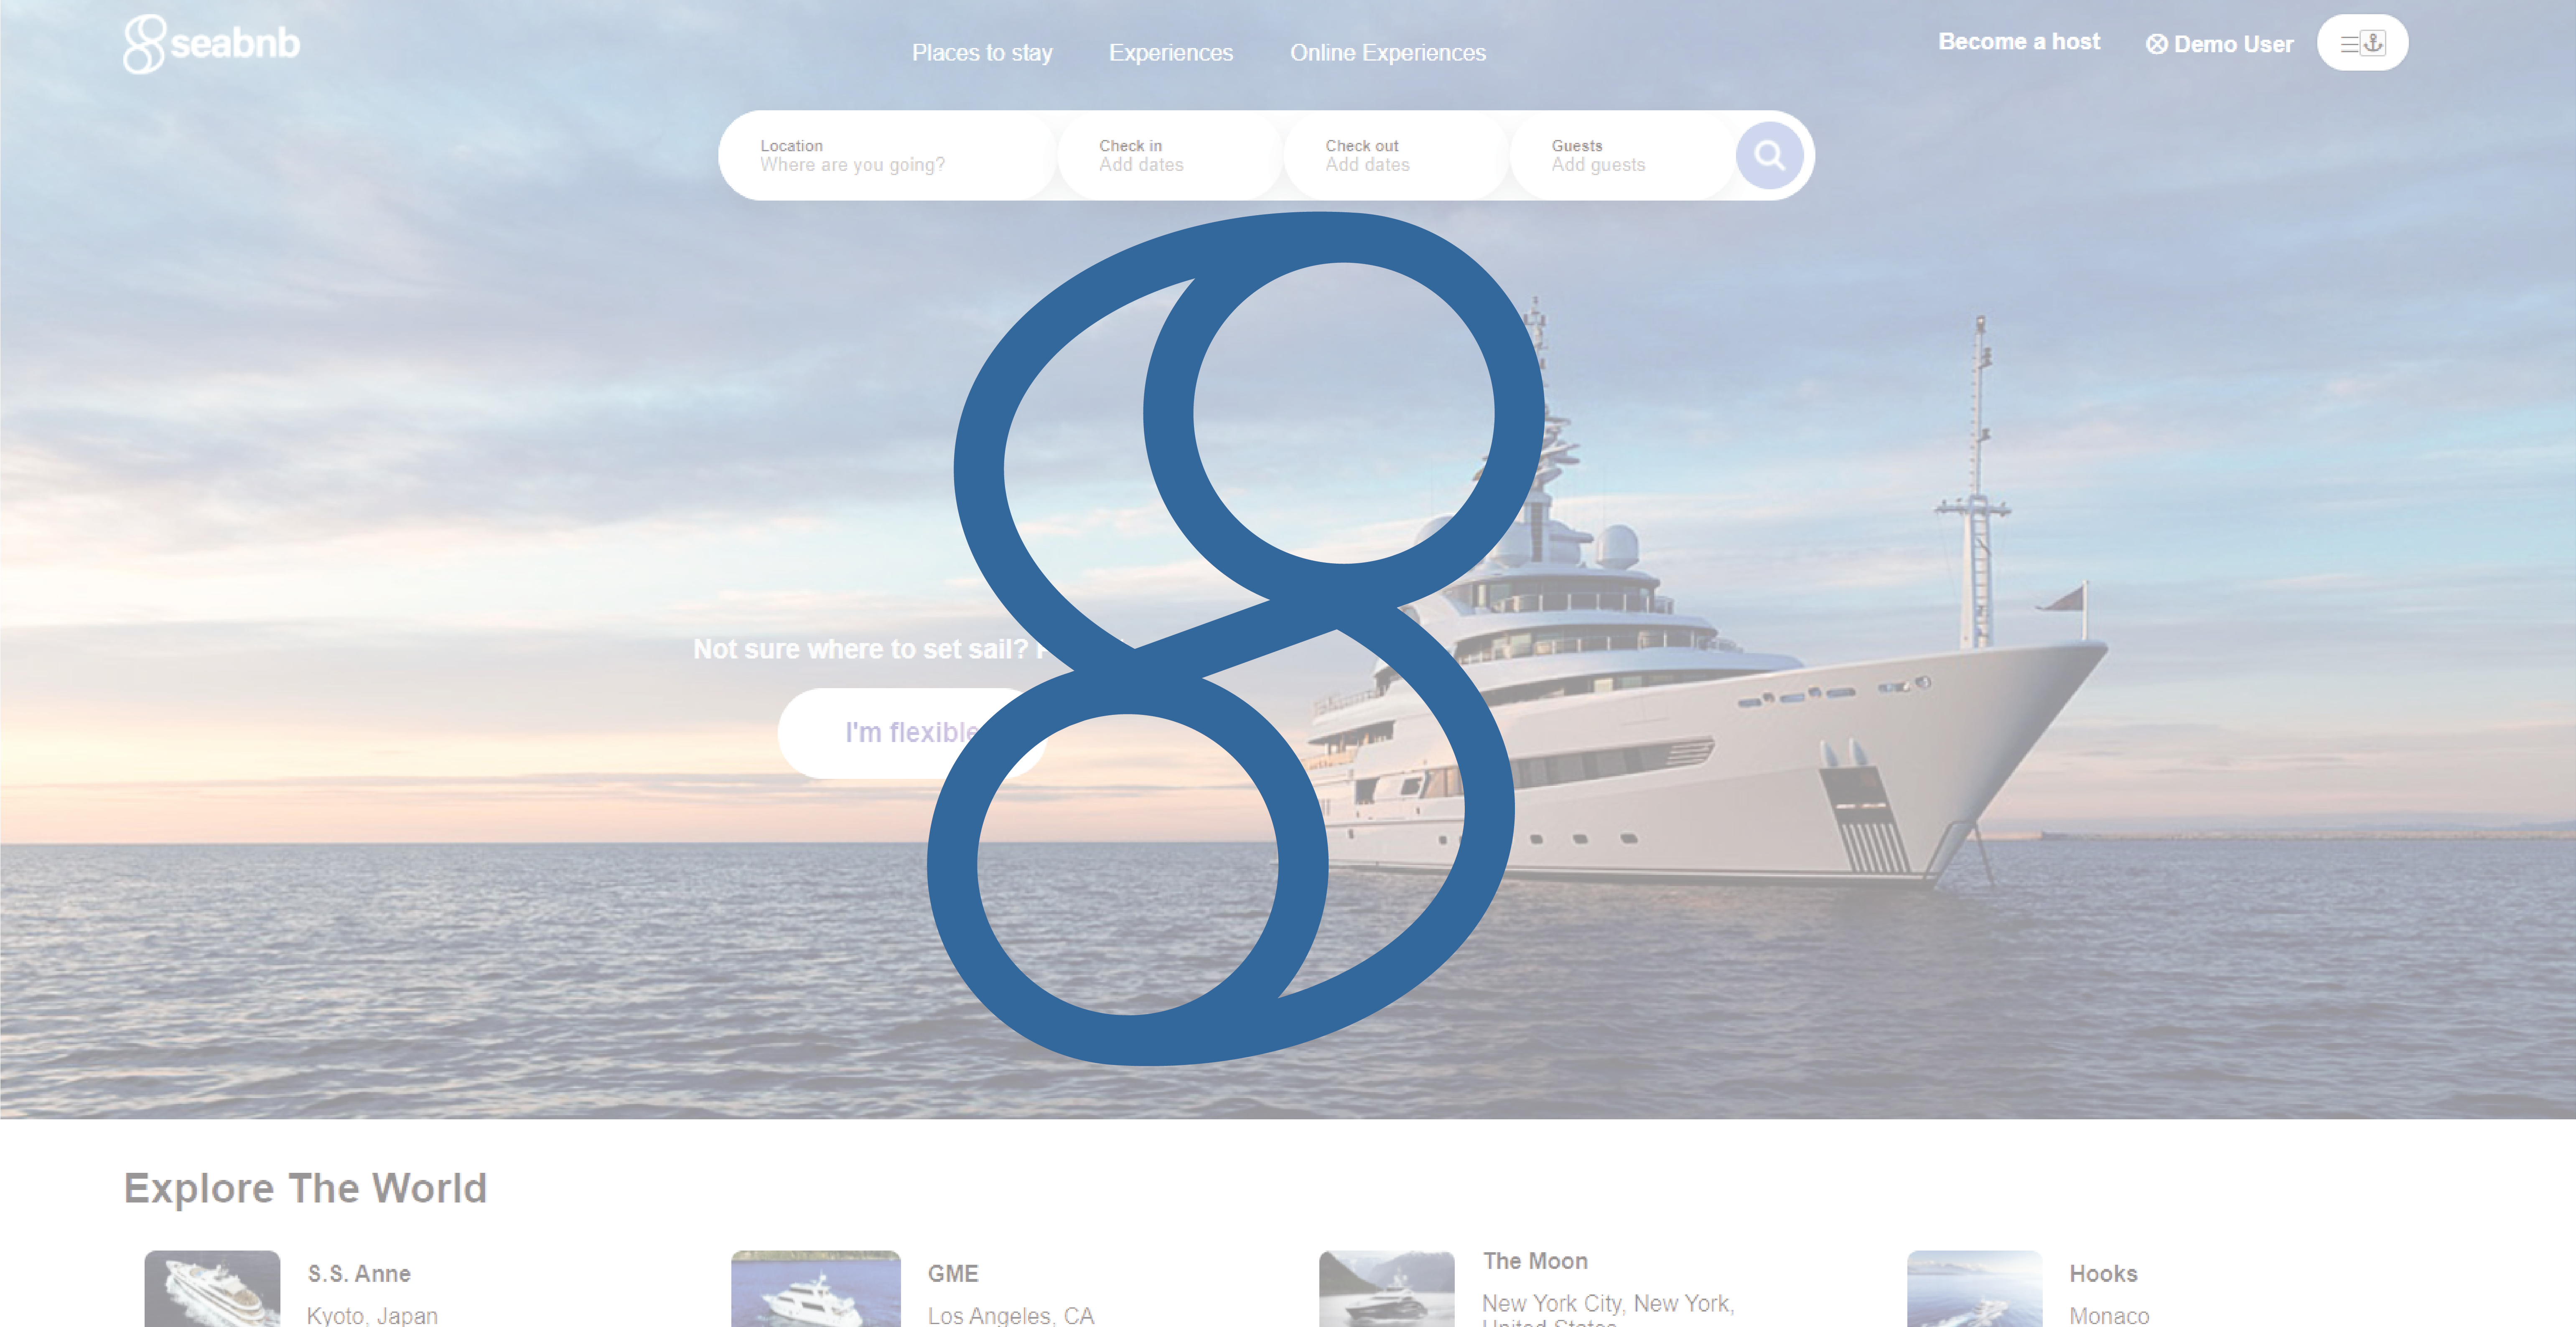 seabnb
Places to stay
Experiences
Online Experiences
Become a host
Demo User
Location
Where are you going?
Check in
Add dates
Check out
Add dates
Guests
Add guests
Not sure where to set sail?
I'm flexible
Explore The World
S.S. Anne
Kyoto, Japan
GME
Los Angeles, CA
The Moon
New York City, New York,
United States
Hooks
Monaco